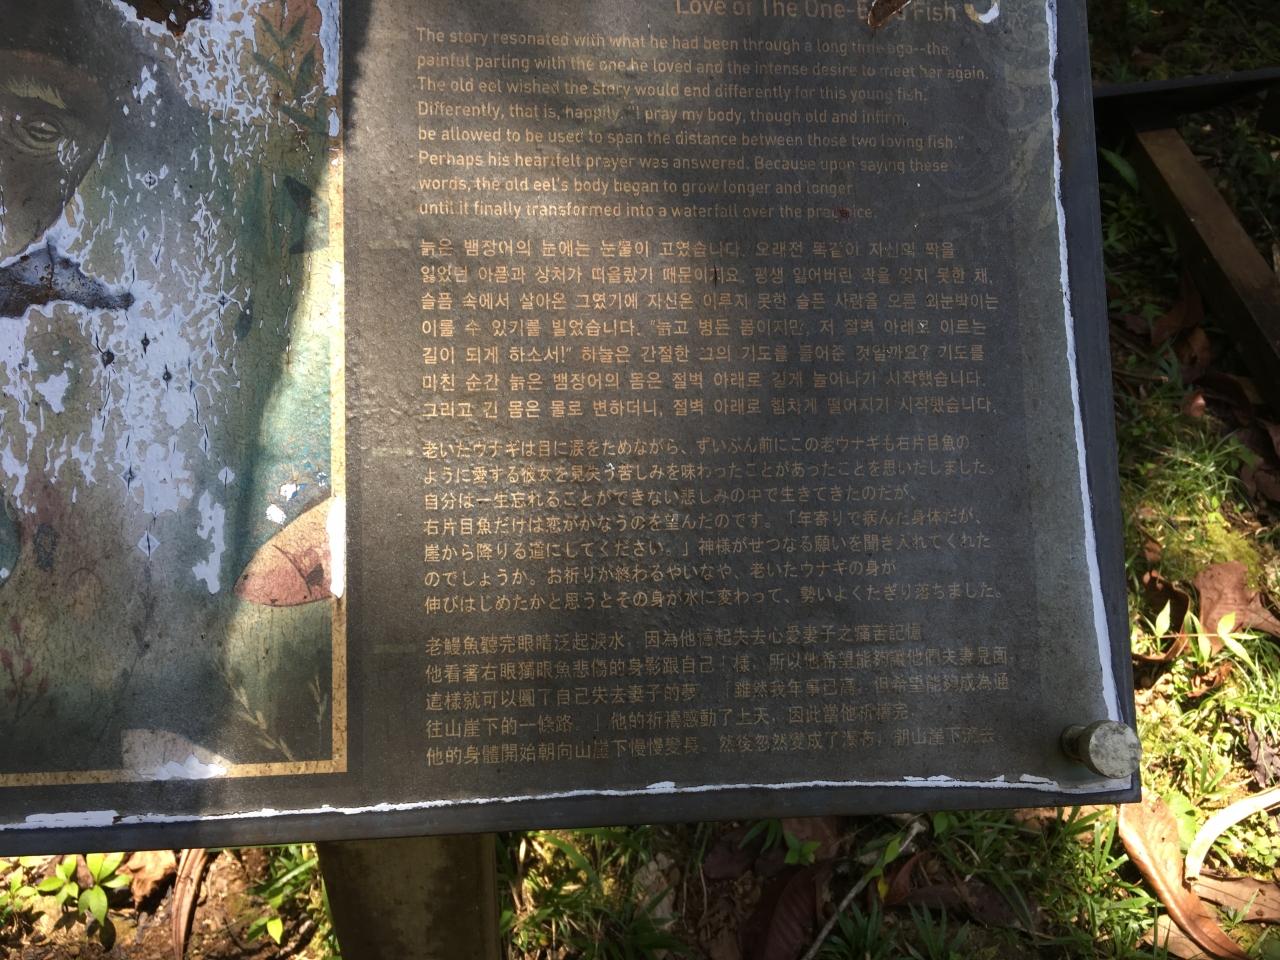 Love of The One-Eyed Fish
The story resonated with what he had been through a long time ago--the
painful parting with the one he loved and the intense desire to meet her again.
The old eel wished the story would end differently for this young fish.
Differently, that is, happily. "I pray my body, though old and infirm,
be allowed to be used to span the distance between those two loving fish."
Perhaps his heartfelt prayer was answered. Because upon saying these
words, the old eel's body began to grow longer and longer
until it finally transformed into a waterfall over the precipice.
늙은 뱀장어의 눈에는 눈물이 고였습니다. 오래전 똑같이 자신의 짝을
잃었던 아픔과 상처가 떠올랐기 때문이지요. 평생 잃어버린 짝을 잊지 못한 채,
슬픔 속에서 살아온 그였기에 자신은 이루지 못한 슬픈 사랑을 오른 외눈박이는
이룰 수 있기를 빌었습니다. "늙고 병든 몸이지만, 저 절벽 아래로 이르는
길이 되게 하소서!" 하늘은 간절한 그의 기도를 들어준 것일까요? 기도를
마친 순간 늙은 뱀장어의 몸은 절벽 아래로 길게 늘어나기 시작했습니다.
그리고 긴 몸은 물로 변하더니, 절벽 아래로 힘차게 떨어지기 시작했습니다.
老いたウナギは目に涙をためながら、ずいぶん前にこの老ウナギも右片目魚の
ように愛する彼女を見失う苦しみを味わったことがあったことを思いだしました。
自分は一生忘れることができない悲しみの中で生きてきたのだが、
右片目魚だけは恋がかなうのを望んだのです。「年寄りで病んだ身体だが、
崖から降りる道にしてください。」神様がせつなる願いを聞き入れてくれた
のでしょうか。お祈りが終わるやいなや、老いたウナギの身が
伸びはじめたかと思うとその身が水に変わって、勢いよくたぎり落ちました。
老鰻魚聽完眼睛泛起淚水，因為他憶起失去心愛妻子之痛苦記憶
他看著右眼獨眼魚悲傷的身影跟自己一樣，所以他希望能夠讓他們夫妻見面，
這樣就可以圓了自己失去妻子的夢。「雖然我年事已高，但希望能夠成為通
往山崖下的一條路。」他的祈禱感動了上天，因此當他祈禱完，
他的身體開始朝向山崖下慢慢變長。然後忽然變成了瀑布，朝山崖下流去